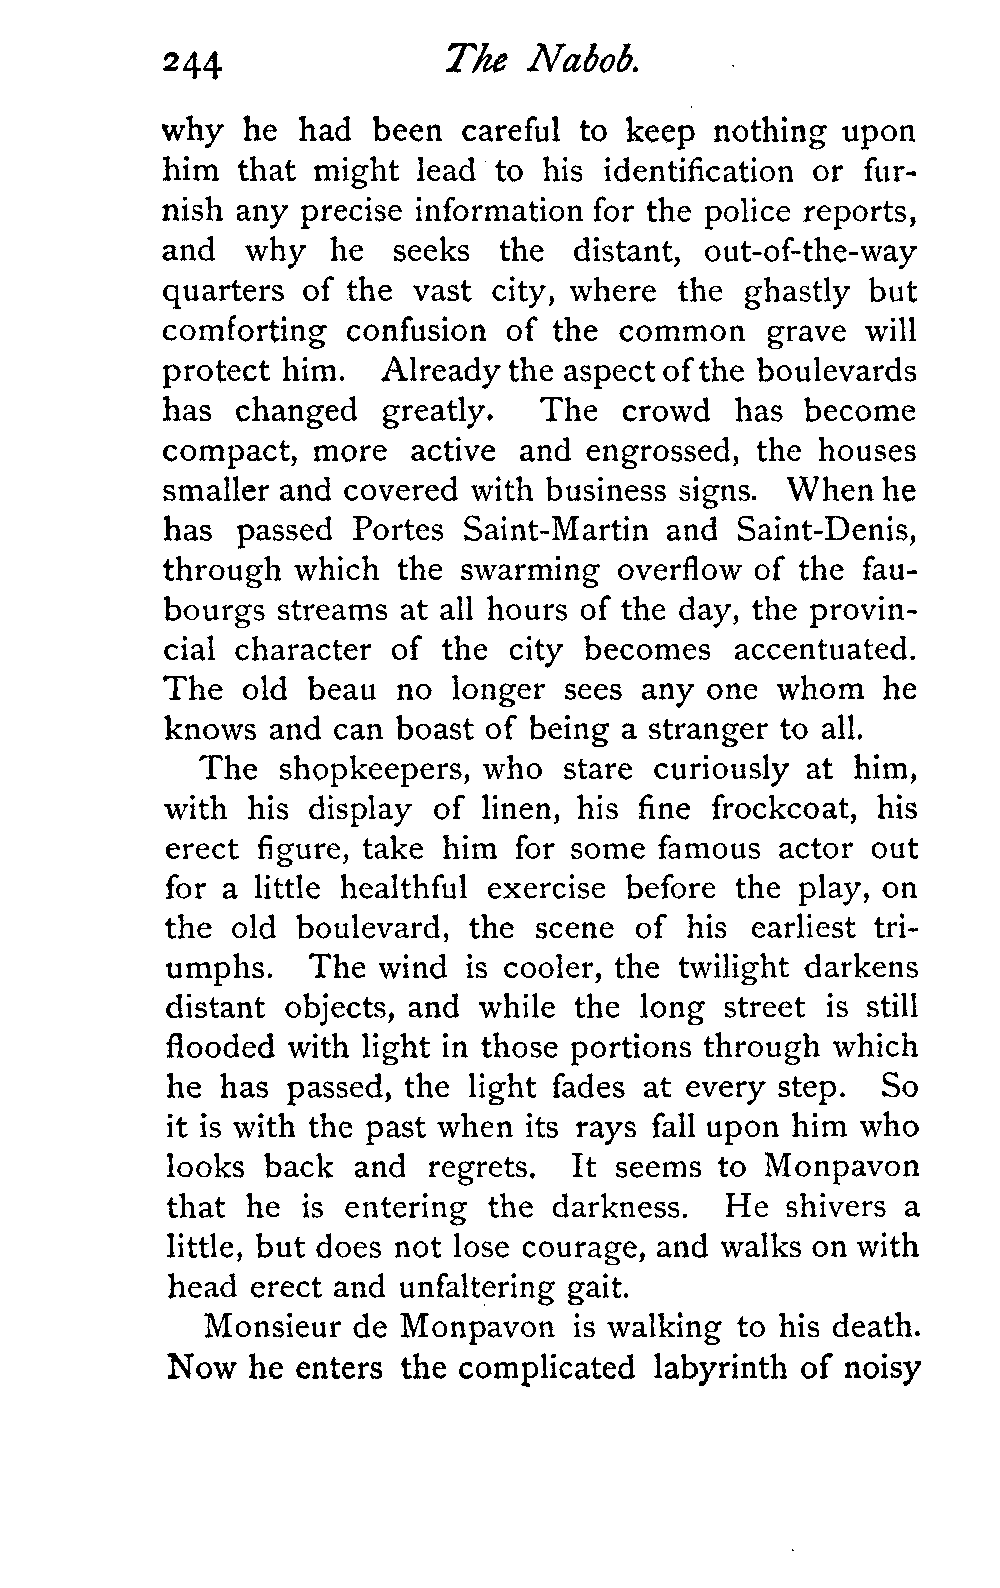 244 The Nabob.
why he had been careful to keep nothing upon
him that might lead to his identification or fur-
nish any precise information for the police reports,
and why he seeks the distant, out-of-the-way
quarters of the vast city, where the ghastly but
comforting confusion of the common grave will
protect him. Already the aspect of the boulevards
has changed greatly. The crowd has become
compact, more active and engrossed, the houses
smaller and covered with business signs. When he
has passed Portes Saint-Martin and Saint-Denis,
through which the swarming overflow of the fau-
bourgs streams at all hours of the day, the provin-
cial character of the city becomes accentuated.
The old beau no longer sees any one whom he
knows and can boast of being a stranger to all.
The shopkeepers, who stare curiously at him,
with his display of linen, his fine frockcoat, his
erect figure, take him for some famous actor out
for a little healthful exercise before the play, on
the old boulevard, the scene of his earliest tri-
umphs. The wind is cooler, the twilight darkens
distant objects, and while the long street is still
flooded with light in those portions through which
he has passed, the light fades at every step. So
it is with the past when its rays fall upon him who
looks back and regrets. It seems to Monpavon
that he is entering the darkness. He shivers a
little, but does not lose courage, and walks on with
head erect and unfaltering gait.
Monsieur de Monpavon is walking to his death.
Now he enters the complicated labyrinth of noisy